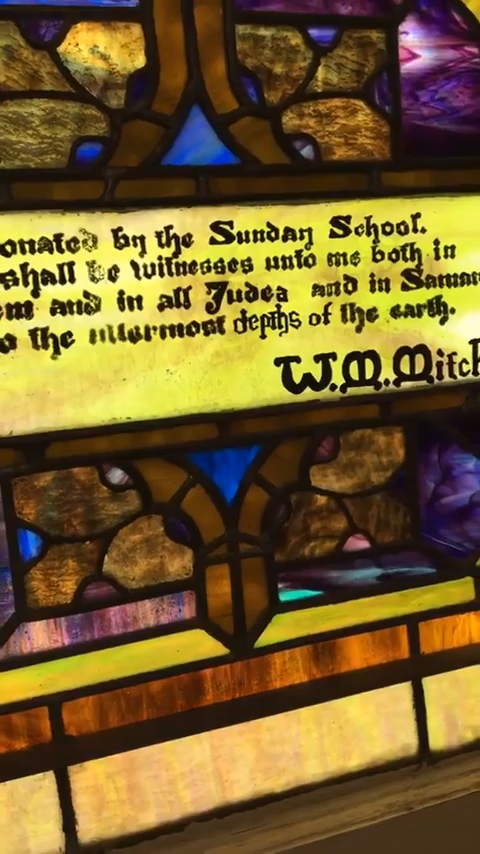 onated by the Sunday School.
shall be witnesses unto me both in
em and in all Judea and in Samar
o the uttermost depths of the earth.
W.M. Mitch